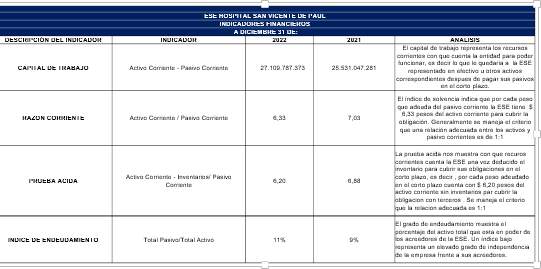 ESE HOSPITAL SAN VICENTE DE PAUL
INDICADORES FINANCIEROS
A DICIEMBRE 31 DE:
DESCRIPCIÓN DEL INDICADOR INDICADOR 2022 2021 ANALISIS
CAPITAL DE TRABAJO Activo Corriente - Pasivo Corriente 27.109.787.373 25.531.047.281
El capital de trabajo representa los recursos
corrientes con que cuenta la entidad para poder
funcionar, es decir lo que le quedaria a la ESE
representado en efectivo u otros activos
correspondientes despues de pagar sus pasivos
en el corto plazo.
RAZON CORRIENTE Activo Corriente / Pasivo Corriente 6,33 7,03
El índice de solvencia indica que por cada peso
que adeuda del pasivo corriente la ESE tiene $
6,33 pesos del activo corriente para cubrir la
obligación. Generalmente se maneja el criterio
que una relación adecuada entre los activos y
pasivo corrientes es de 1:1
PRUEBA ACIDA Activo Corriente - Inventarios/ Pasivo
Corriente 6,20 6,88
La prueba acida nos muestra con que recuros
corrientes cuenta la ESE una vez deducido el
inventario para cubrir sus obligaciones en el
corto plazo, es decir , por cada peso adeudado
en el corto plazo cuenta con $ 6,20 pesos del
activo corriente sin inventarios par cubrir la
obligacion con terceros . Se maneja el criterio
que la relacion adecuada es 1:1
INDICE DE ENDEUDAMIENTO Total Pasivo/Total Activo 11% 9%
El grado de endeudamiento muestra el
porcentaje del activo total que esta en poder de
los acreedores de la ESE. Un índice bajo
representa un elevado grado de independencia
de la empresa frente a sus acreedores.